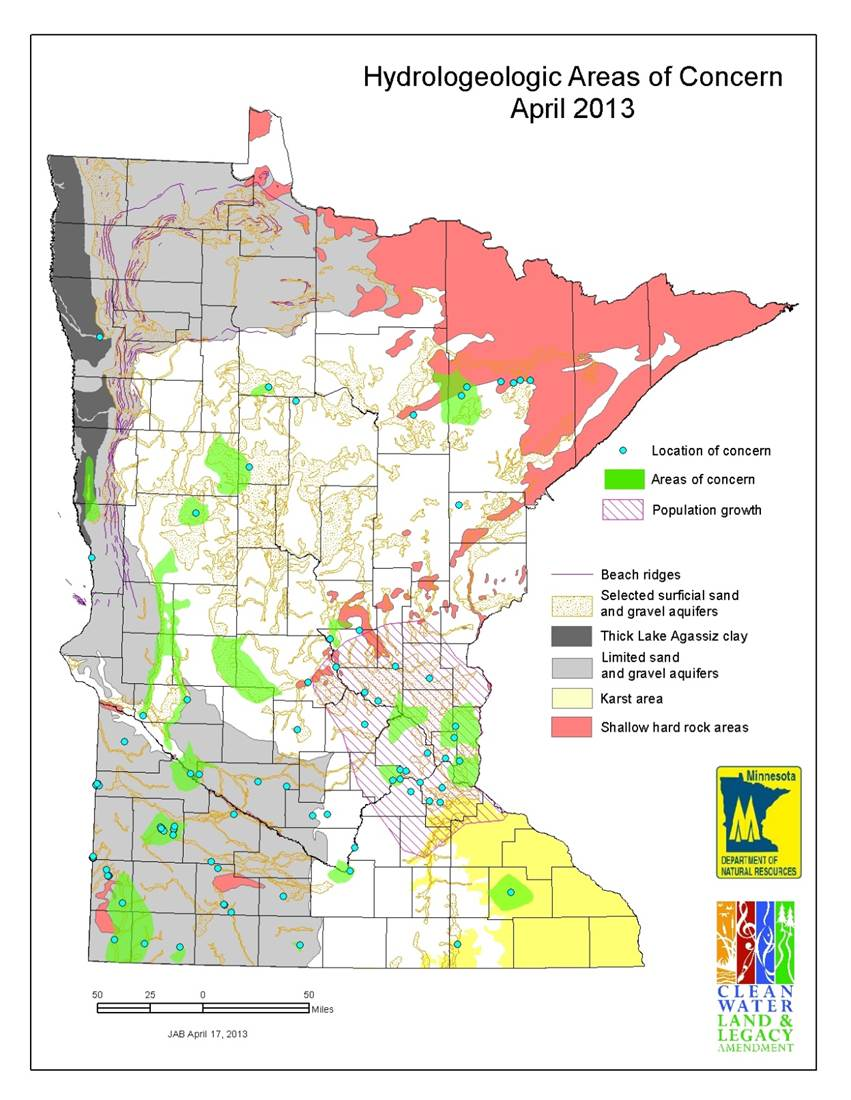 Hydrologeologic Areas of Concern
April 2013
Location of concern
Areas of concern
Population growth
Beach ridges
Selected surficial sand
and gravel aquifers
Thick Lake Agassiz clay
Limited sand
and gravel aquifers
Karst area
Shallow hard rock areas
Minnesota
DEPARTMENT OF
NATURAL RESOURCES
CLEAN
WATER
LAND &
LEGACY
AMENDMENT
50 25 0 50
Miles
JAB April 17, 2013